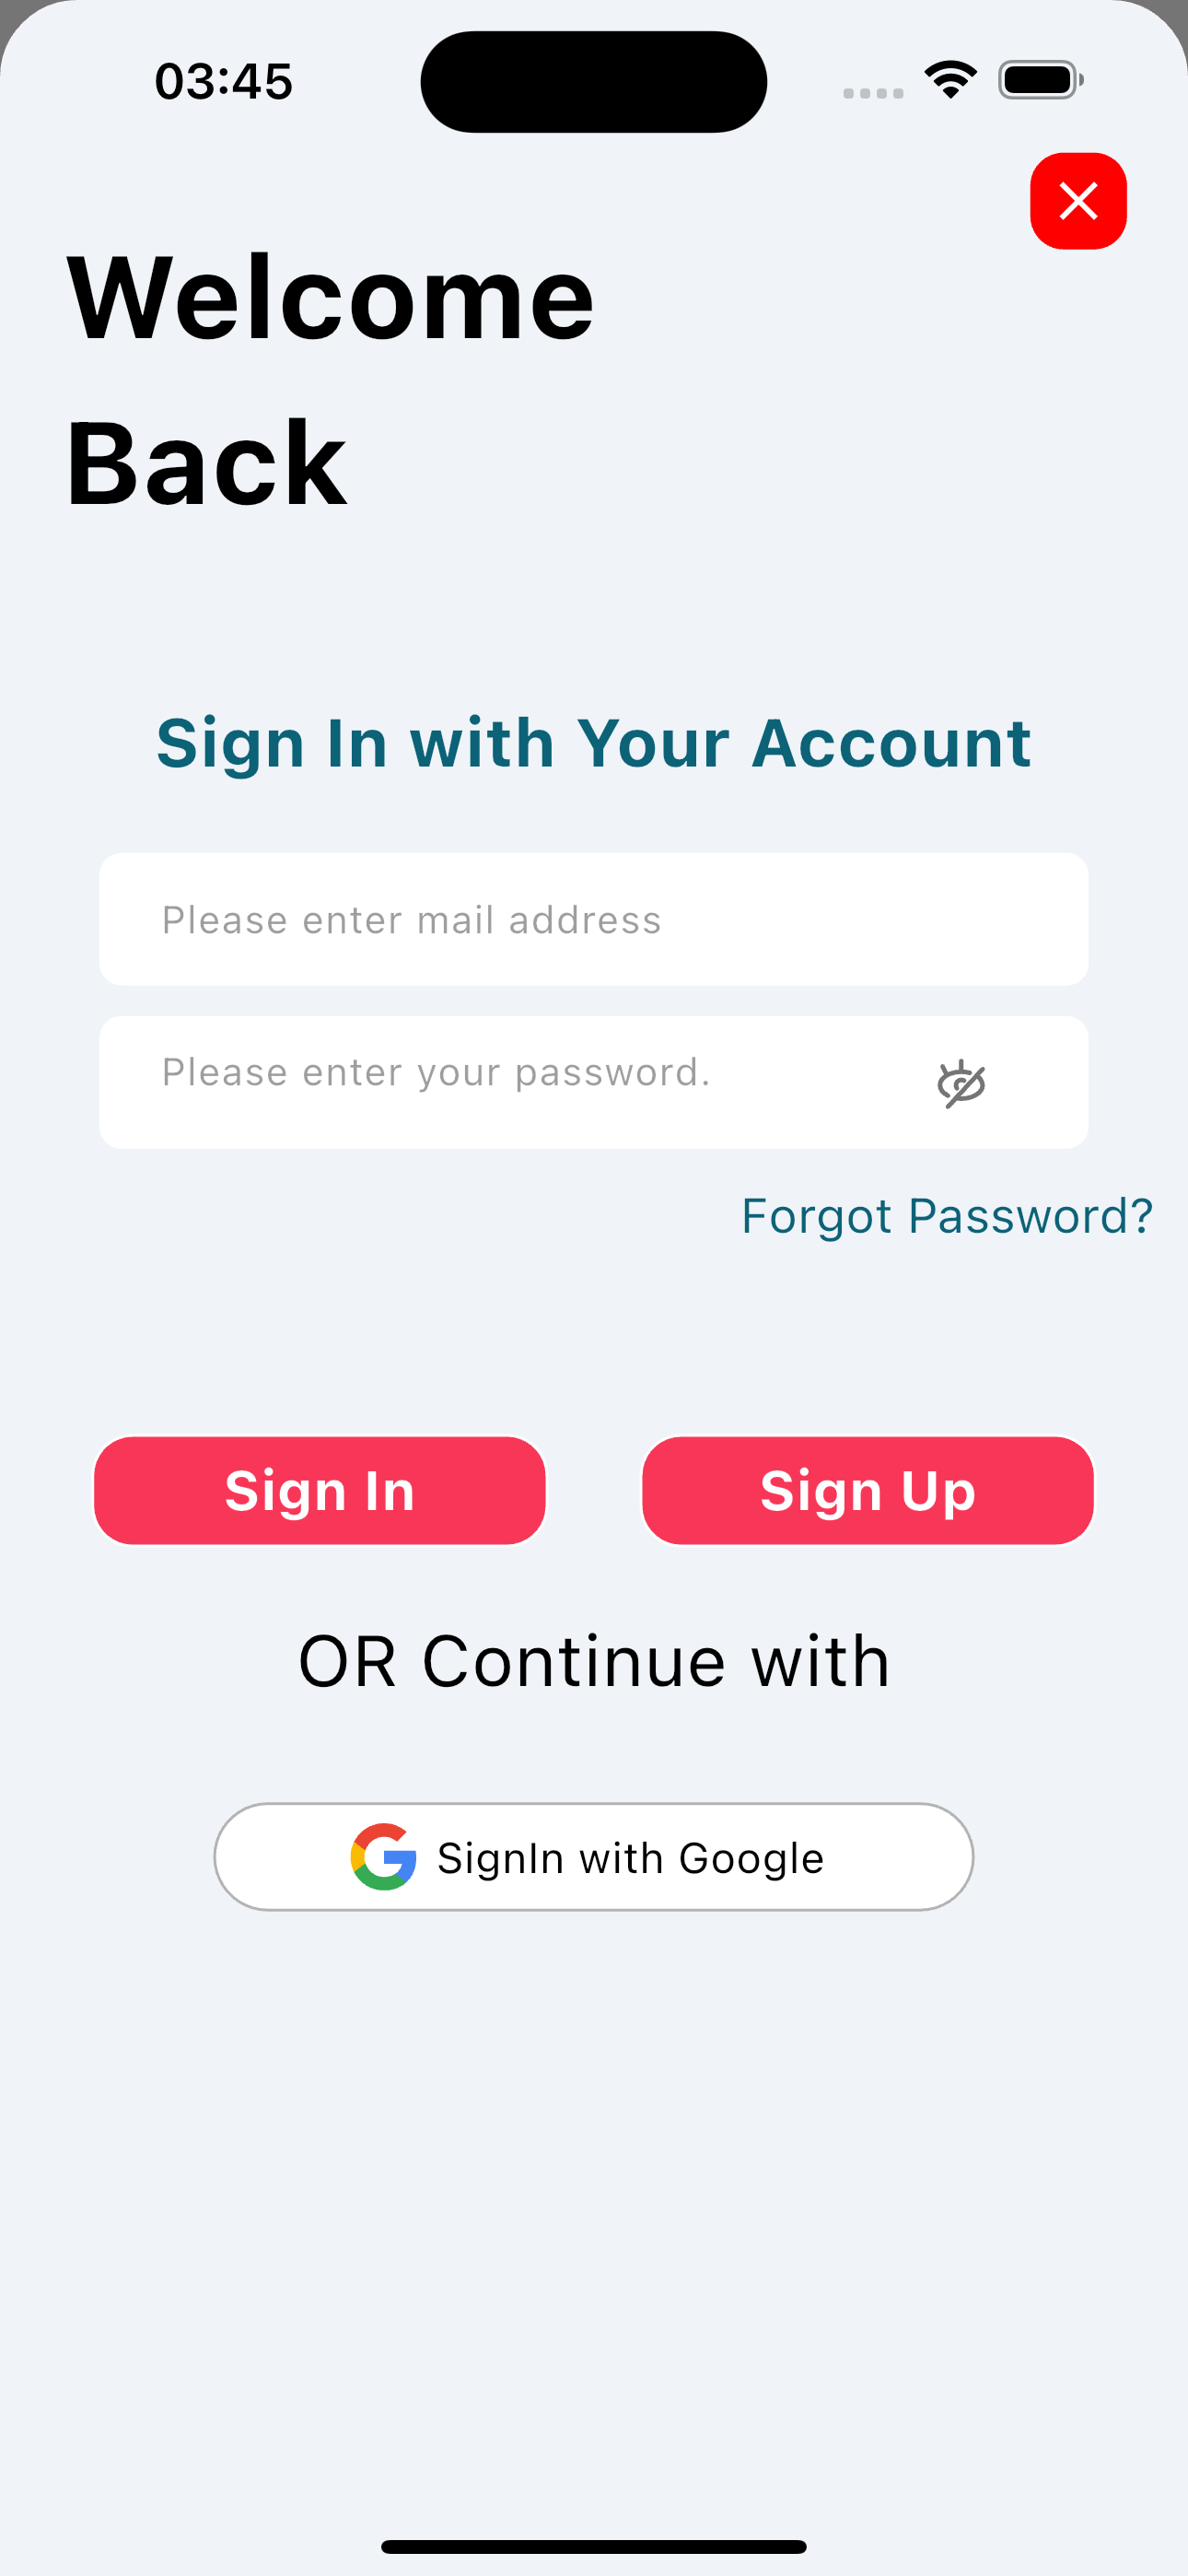 03:45
Welcome
Back
Sign In with Your Account
Please enter mail address
Please enter your password.
Forgot Password?
Sign In
Sign Up
OR Continue with
SignIn with Google